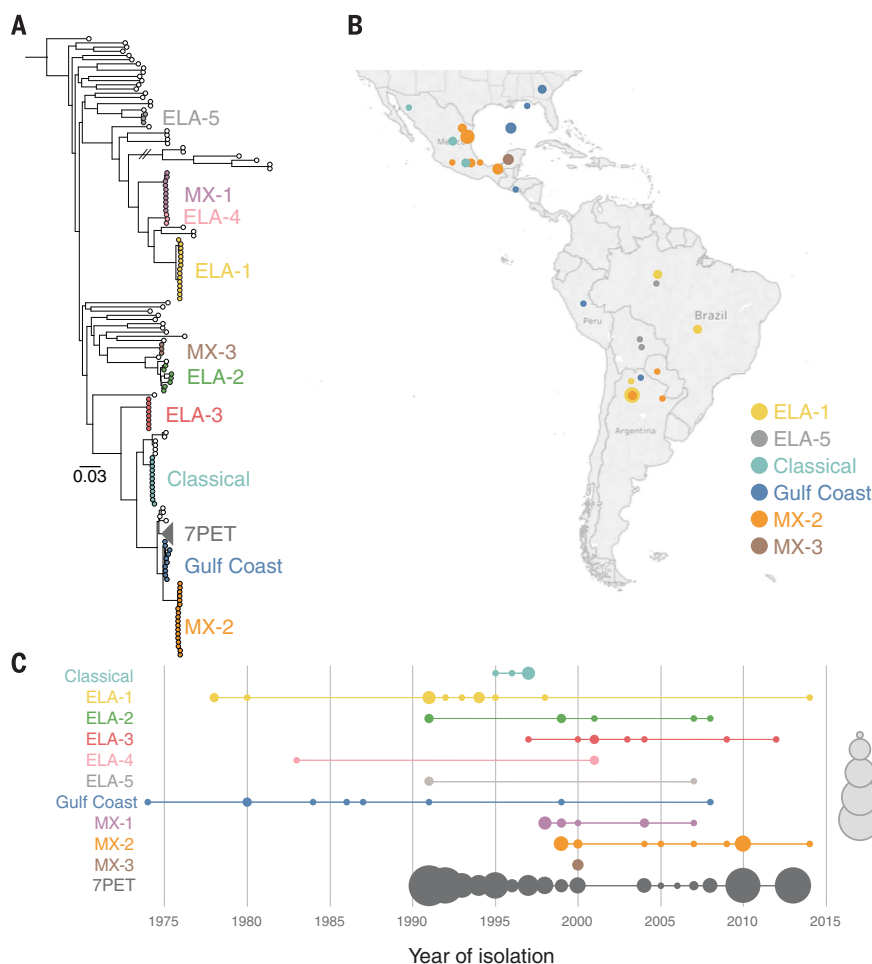 A
B
ELA-5
MX-1
ELA-4
ELA-1
MX-3
ELA-2
ELA-3
0.03
Classical
7PET
Gulf Coast
MX-2
Brazil
Peru
Argentina
ELA-1
ELA-5
Classical
Gulf Coast
MX-2
MX-3
C
Classical
ELA-1
ELA-2
ELA-3
ELA-4
ELA-5
Gulf Coast
MX-1
MX-2
MX-3
7PET
1975 1980 1985 1990 1995 2000 2005 2010 2015
Year of isolation